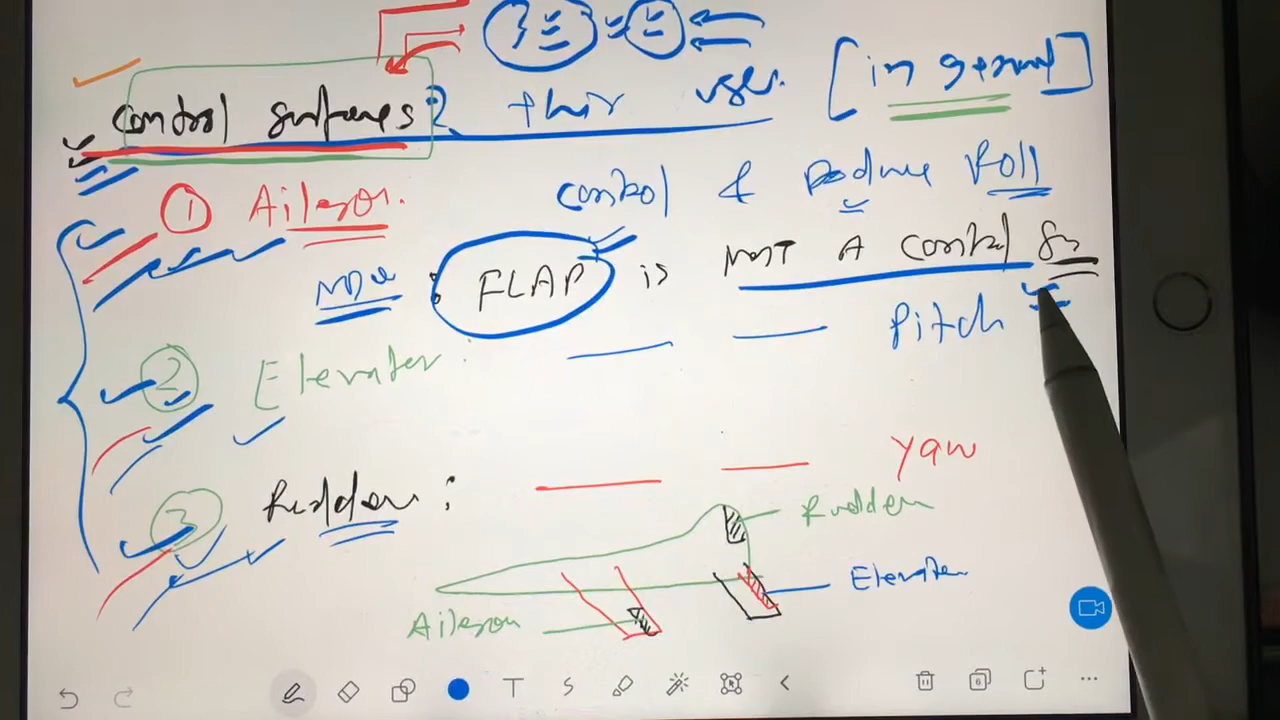 control surfaces? their use. [in general]
① Aileron. control & produce Roll
Note : FLAP is NOT A control
② Elevator : Pitch
③ Rudder : yaw
Rudder
Elevator
Aileron
T
6